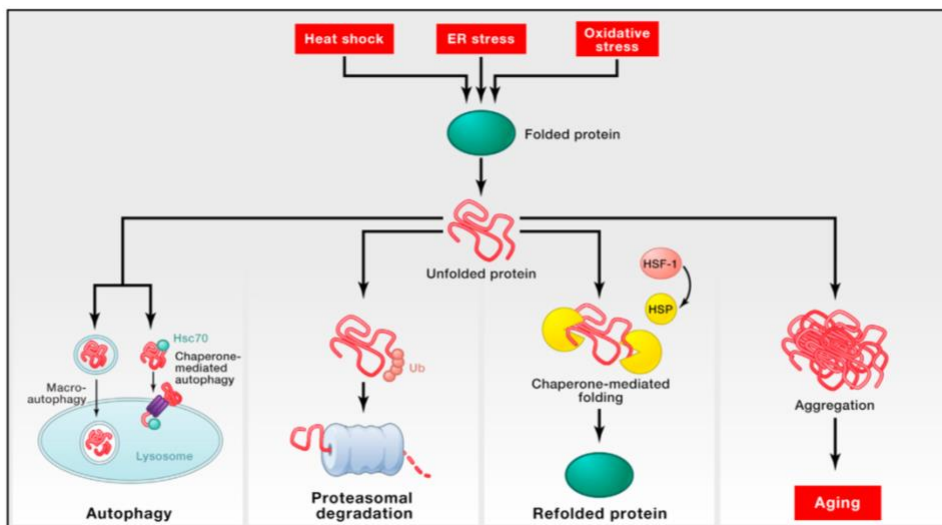 Heat shock
ER stress
Oxidative
stress
Folded protein
Unfolded protein
HSF-1
HSP
Hsc70
Chaperone-
mediated
autophagy
Macro-
autophagy
Lysosome
Autophagy
Ub
Proteasomal
degradation
Chaperone-mediated
folding
Refolded protein
Aggregation
Aging